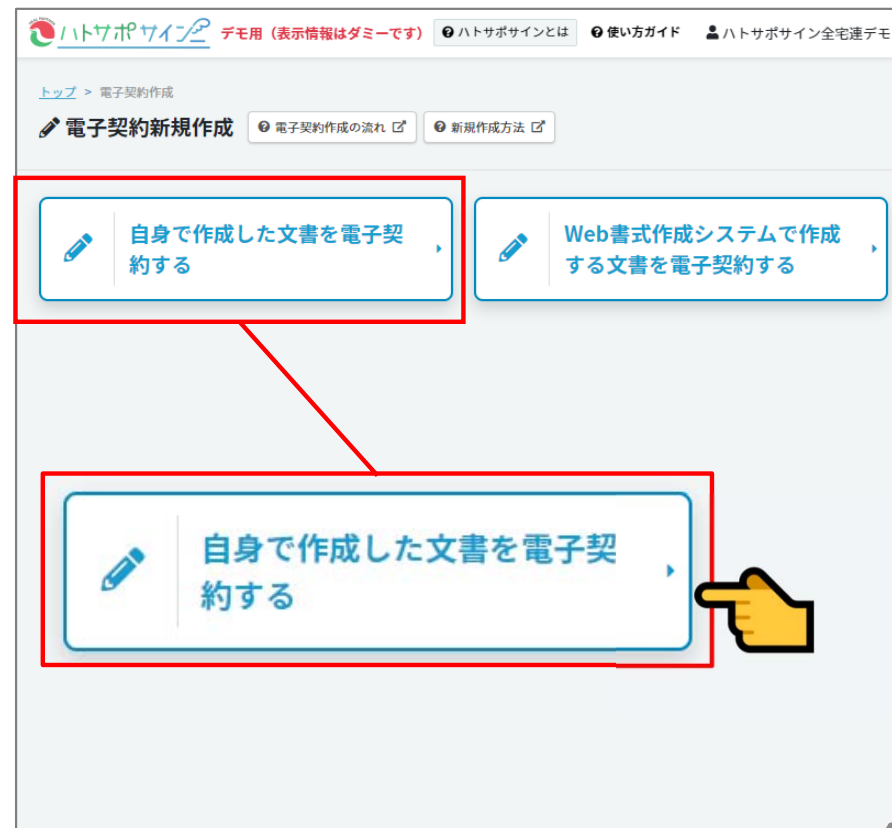 ハトサポサイン デモ用（表示情報はダミーです） ハトサポサインとは 使い方ガイド ハトサポサイン全宅連デモ
トップ > 電子契約作成
電子契約新規作成 電子契約作成の流れ 新規作成方法
自身で作成した文書を電子契
約する
Web書式作成システムで作成
する文書を電子契約する
自身で作成した文書を電子契
約する